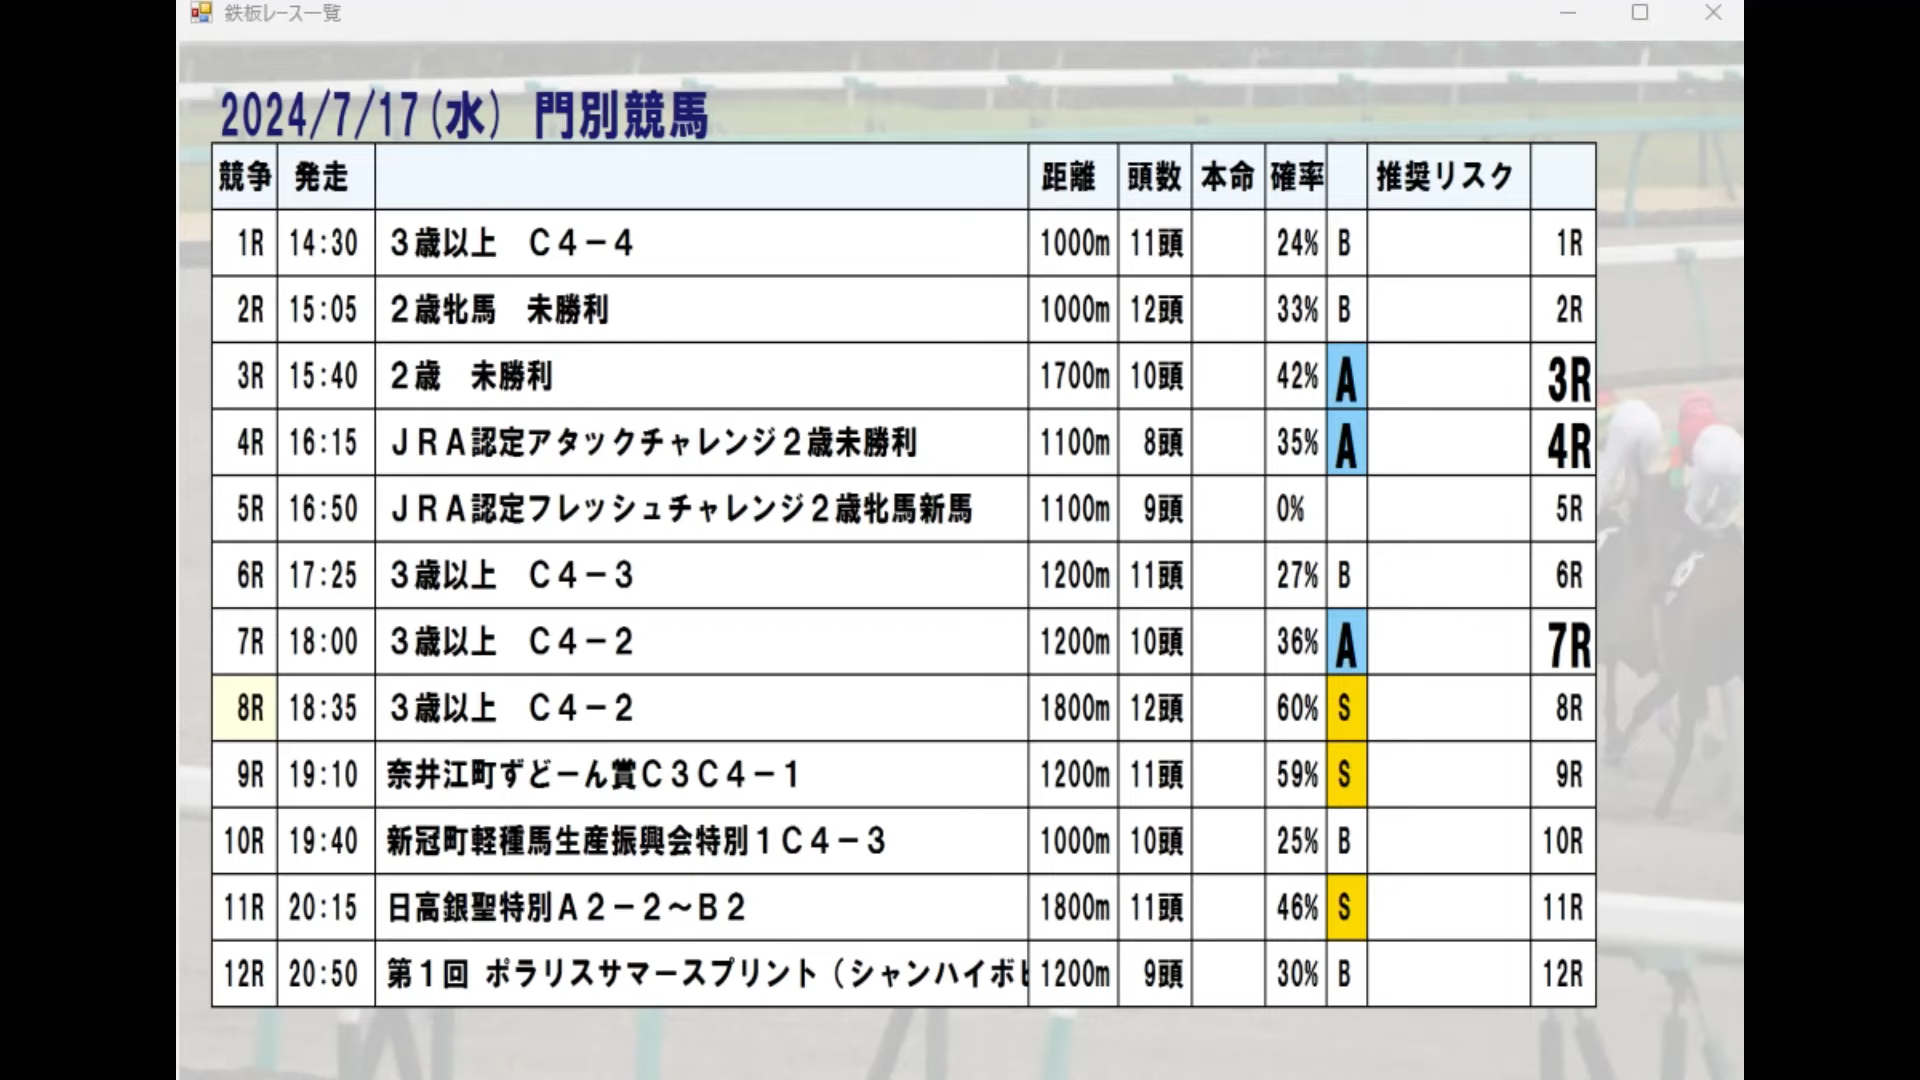 鉄板レース一覧
2024/7/17(水) 門別競馬
競争 発走 距離 頭数 本命 確率 推奨リスク
1R 14:30 3歳以上 C4-4 1000m 11頭 24% B 1R
2R 15:05 2歳牝馬 未勝利 1000m 12頭 33% B 2R
3R 15:40 2歳 未勝利 1700m 10頭 42% A 3R
4R 16:15 JRA認定アタックチャレンジ2歳未勝利 1100m 8頭 35% A 4R
5R 16:50 JRA認定フレッシュチャレンジ2歳牝馬新馬 1100m 9頭 0% 5R
6R 17:25 3歳以上 C4-3 1200m 11頭 27% B 6R
7R 18:00 3歳以上 C4-2 1200m 10頭 36% A 7R
8R 18:35 3歳以上 C4-2 1800m 12頭 60% S 8R
9R 19:10 奈井江町ずどーん賞C3C4-1 1200m 11頭 59% S 9R
10R 19:40 新冠町軽種馬生産振興会特別1C4-3 1000m 10頭 25% B 10R
11R 20:15 日高銀聖特別A2-2~B2 1800m 11頭 46% S 11R
12R 20:50 第1回 ポラリスサマースプリント(シャンハイボビ 1200m 9頭 30% B 12R